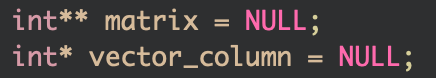 int** matrix = NULL;
int* vector_column = NULL;